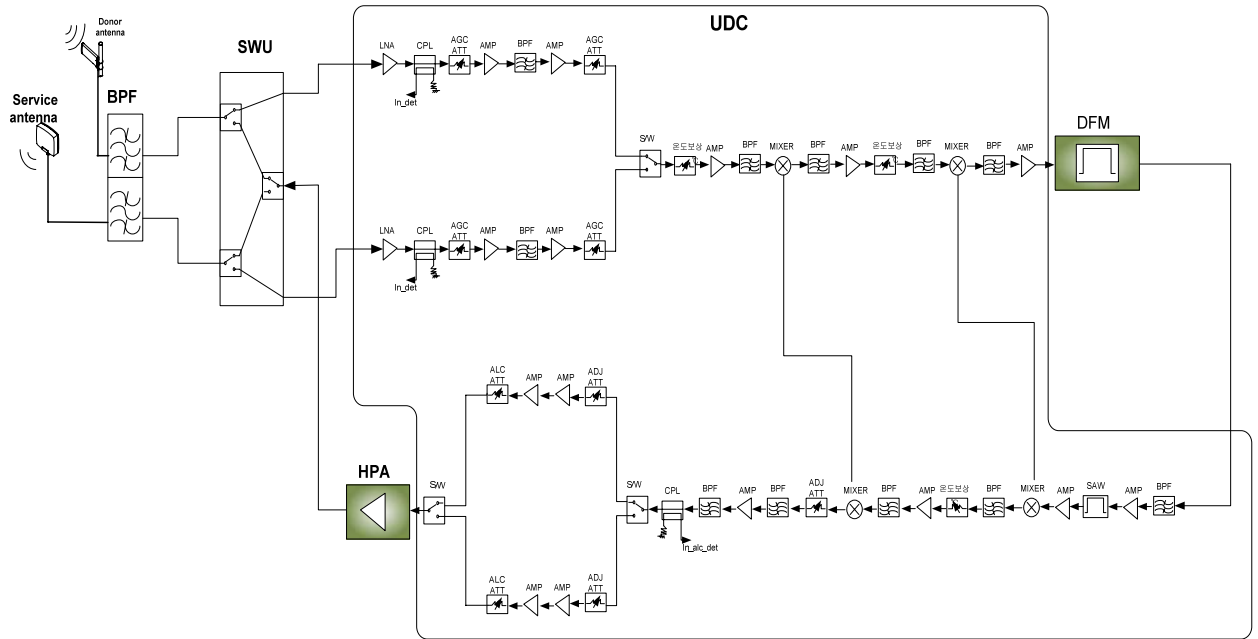 Donor
antenna
Service
antenna
BPF
SWU
UDC
LNA
CPL
AGC
ATT
AMP
BPF
AMP
AGC
ATT
In_det
S/W
온도보상
AMP
BPF
MIXER
BPF
AMP
온도보상
BPF
MIXER
BPF
AMP
DFM
LNA
CPL
AGC
ATT
AMP
BPF
AMP
AGC
ATT
In_det
ALC
ATT
AMP
AMP
ADJ
ATT
HPA
S/W
S/W
CPL
BPF
AMP
BPF
ADJ
ATT
MIXER
BPF
AMP
온도보상
BPF
MIXER
AMP
SAW
AMP
BPF
In_alc_det
ALC
ATT
AMP
AMP
ADJ
ATT